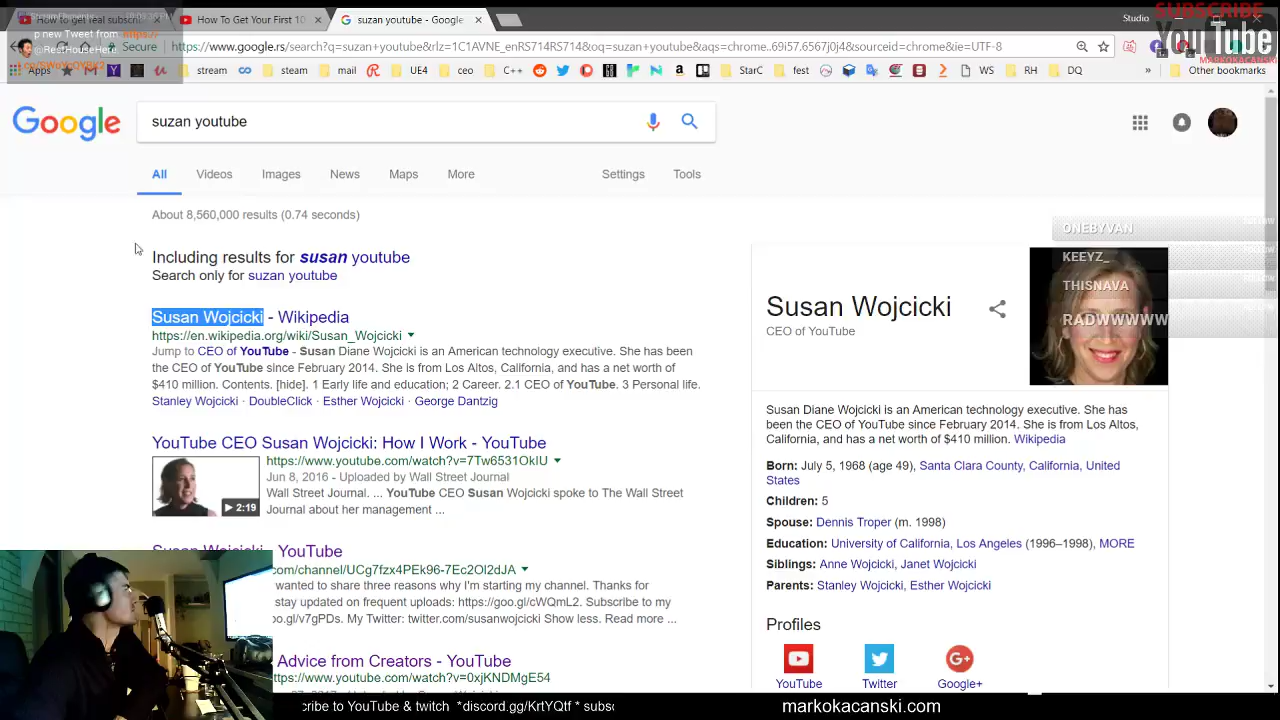 How to get real subscri
How To Get Your First 10
suzan youtube - Google
Studio
SUBSCRIBE
YouTube
MARKOKACANSKI
p new Tweet from
@RectHouseHero
Secure
https://www.google.rs/search?q=suzan+youtube&rlz=1C1AVNE_enRS714RS714&oq=suzan+youtube&aqs=chrome..69i57j0l67j0j4&sourceid=chrome&ie=UTF-8
Apps
stream
steam
mail
UE4
ceo
C++
StarC
fest
WS
RH
DQ
Other bookmarks
Google
suzan youtube
All
Videos
Images
News
Maps
More
Settings
Tools
About 8,560,000 results (0.74 seconds)
Including results for susan youtube
Search only for suzan youtube
Susan Wojcicki - Wikipedia
https://en.wikipedia.org/wiki/Susan_Wojcicki
Jump to CEO of YouTube - Susan Diane Wojcicki is an American technology executive. She has been
the CEO of YouTube since February 2014. She is from Los Altos, California, and has a net worth of
$410 million. Contents. [hide]. 1 Early life and education; 2 Career. 2.1 CEO of YouTube. 3 Personal life.
Stanley Wojcicki · DoubleClick · Esther Wojcicki · George Dantzig
YouTube CEO Susan Wojcicki: How I Work - YouTube
https://www.youtube.com/watch?v=7Tw6531OkIU
Jun 8, 2016 - Uploaded by Wall Street Journal
Wall Street Journal. ... YouTube CEO Susan Wojcicki spoke to The Wall Street
Journal about her management ...
2:19
Susan Wojcicki - YouTube
com/channel/UCg7fzx4PEk96-7Ec2Ol2dJA
wanted to share three reasons why I'm starting my channel. Thanks for
stay updated on frequent uploads: https://goo.gl/cWQmL2. Subscribe to my
oo.gl/v7gPDs. My Twitter: twitter.com/susanwojcicki Show less. Read more ...
Advice from Creators - YouTube
ttps://www.youtube.com/watch?v=0xjKNDMgE54
ONEBYVAN
KEEYZ_
THISNAVA
RADWWWWW
Susan Wojcicki
CEO of YouTube
Susan Diane Wojcicki is an American technology executive. She has
been the CEO of YouTube since February 2014. She is from Los Altos,
California, and has a net worth of $410 million. Wikipedia
Born: July 5, 1968 (age 49), Santa Clara County, California, United
States
Children: 5
Spouse: Dennis Troper (m. 1998)
Education: University of California, Los Angeles (1996–1998), MORE
Siblings: Anne Wojcicki, Janet Wojcicki
Parents: Stanley Wojcicki, Esther Wojcicki
Profiles
YouTube
Twitter
Google+
cribe to YouTube & twitch *discord.gg/KrtYQtf * subsc
markokacanski.com